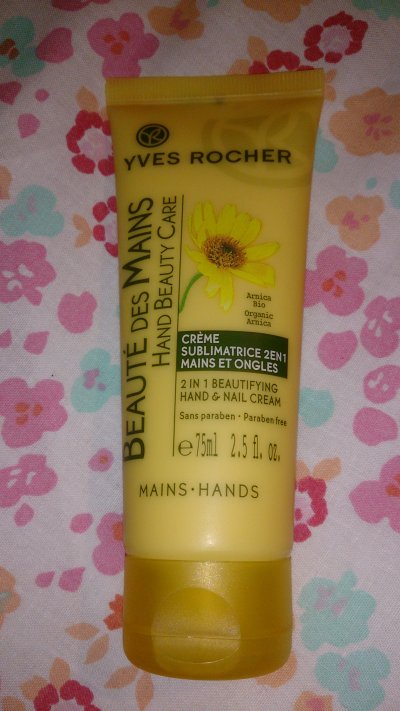 YR
YVES ROCHER
BEAUTÉ DES MAINS
HAND BEAUTY CARE
Arnica
Bio
Organic
Arnica
CRÈME
SUBLIMATRICE 2EN1
MAINS ET ONGLES
2 IN 1 BEAUTIFYING
HAND & NAIL CREAM
Sans paraben • Paraben free
e 75ml 2.5 fl. oz.
MAINS • HANDS